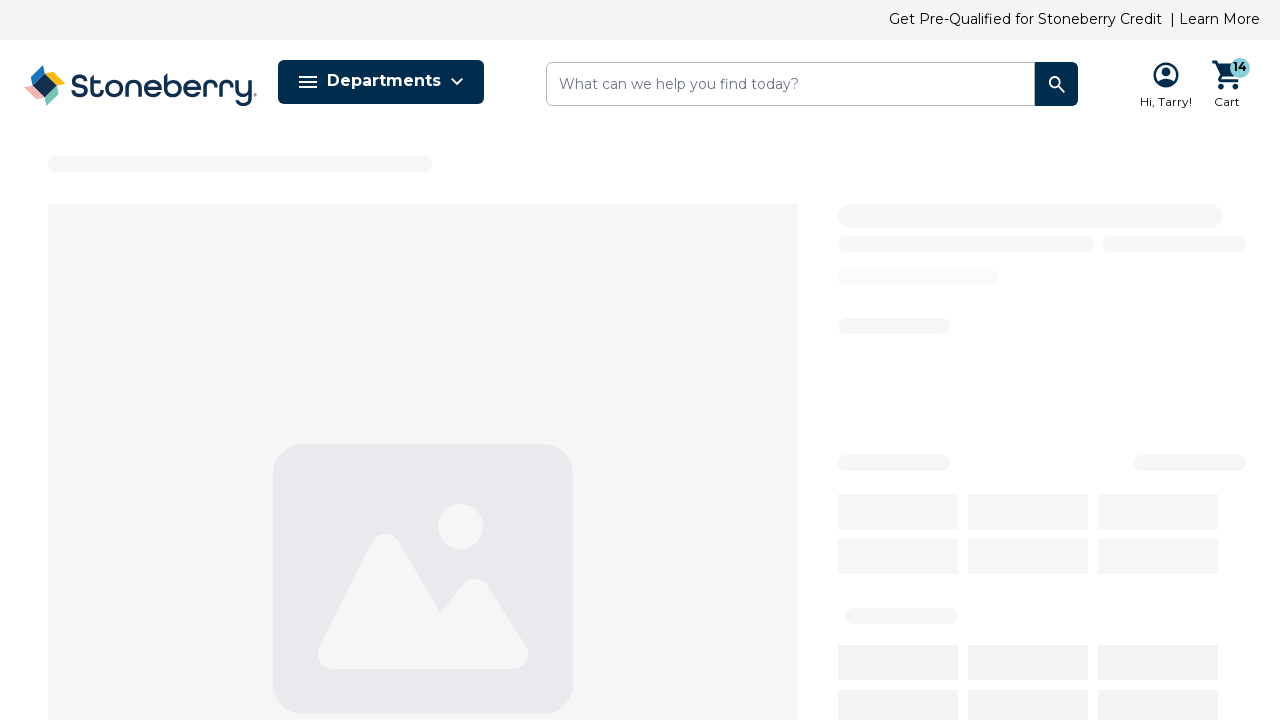 Get Pre-Qualified for Stoneberry Credit | Learn More
Stoneberry®
Departments
What can we help you find today?
Hi, Tarry!
14
Cart